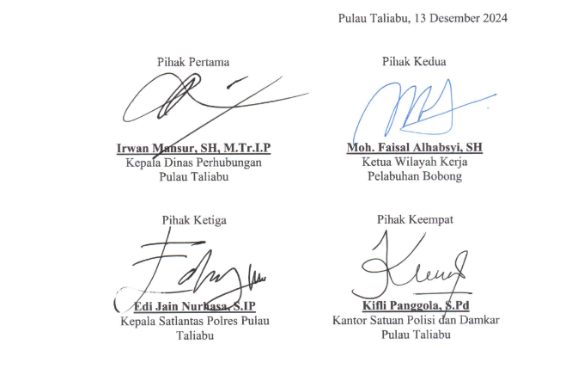 Pulau Taliabu, 13 Desember 2024
Pihak Pertama
Irwan Mansur, SH, M.Tr.I.P
Kepala Dinas Perhubungan
Pulau Taliabu
Pihak Kedua
Moh. Faisal Alhabsyi, SH
Ketua Wilayah Kerja
Pelabuhan Bobong
Pihak Ketiga
Edi Jain Nurhasa, S.IP
Kepala Satlantas Polres Pulau
Taliabu
Pihak Keempat
Kifli Panggola, S.Pd
Kantor Satuan Polisi dan Damkar
Pulau Taliabu